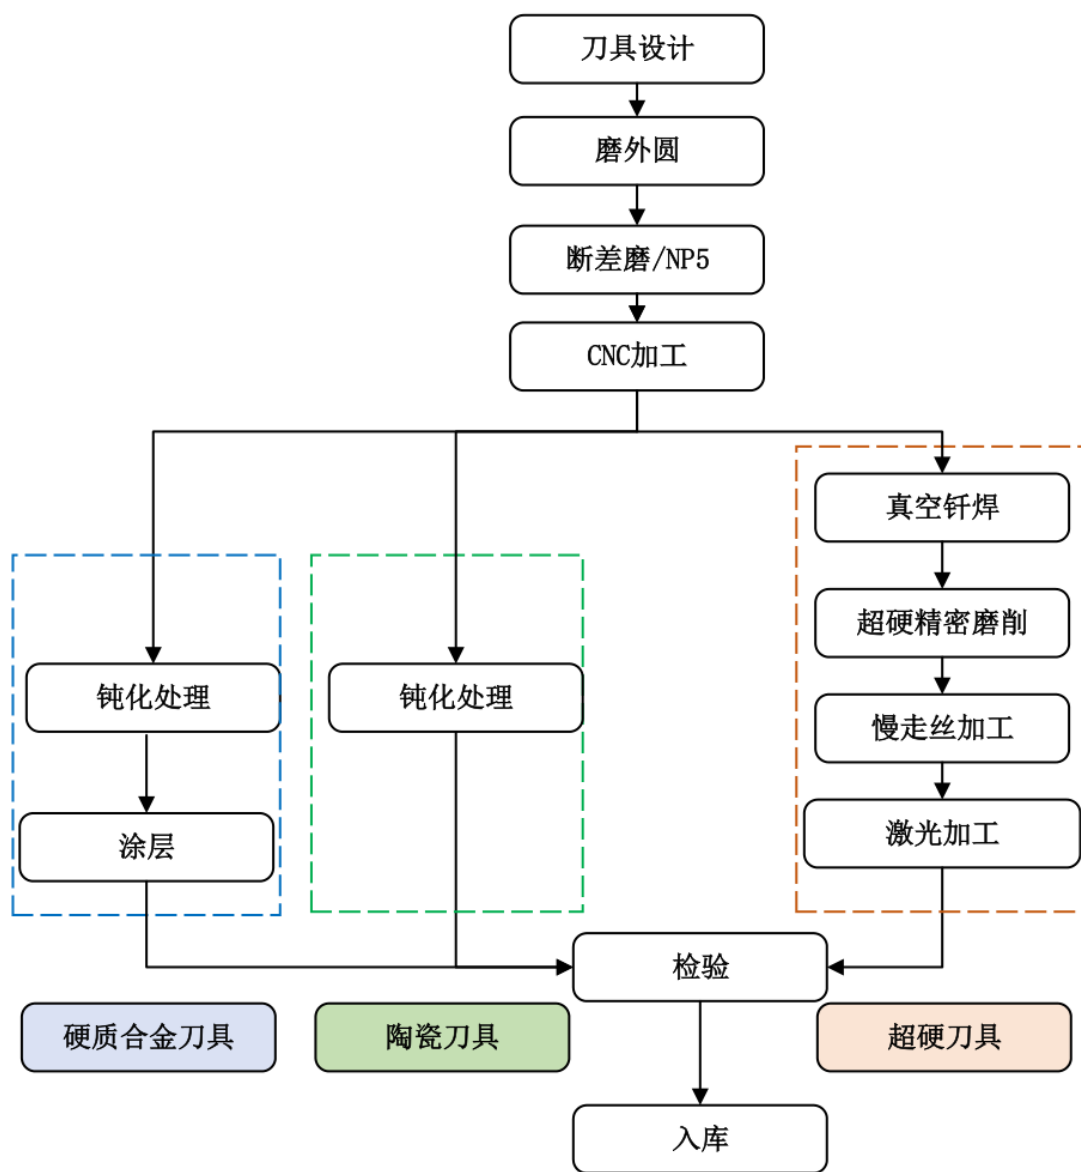 刀具设计
磨外圆
断差磨/NP5
CNC加工
真空钎焊
超硬精密磨削
钝化处理
钝化处理
慢走丝加工
涂层
激光加工
检验
硬质合金刀具
陶瓷刀具
超硬刀具
入库